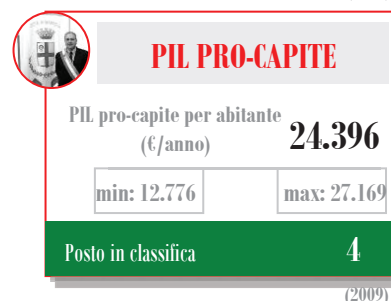 PIL PRO-CAPITE
PIL pro-capite per abitante
(€/anno)
24.396
min: 12.776
max: 27.169
Posto in classifica
4
(2009)